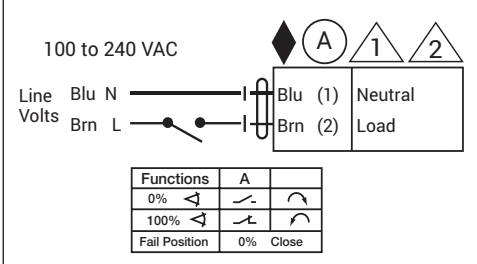 100 to 240 VAC
A 1 2
Line Volts
Blu N
Blu (1) Neutral
Brn L
Brn (2) Load
Functions A
0%
100%
Fail Position 0% Close